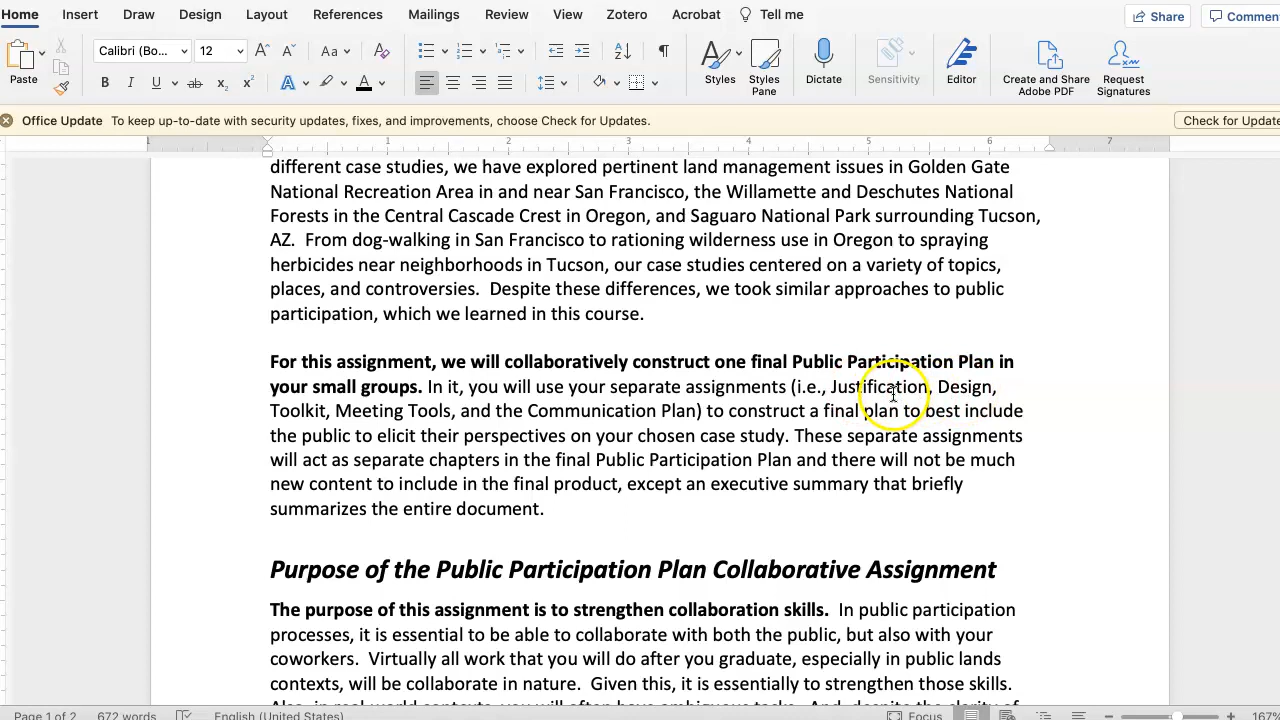 Home Insert Draw Design Layout References Mailings Review View Zotero Acrobat Tell me Share
Paste Calibri (Bo... 12 Styles Styles Pane Dictate Sensitivity Editor Create and Share Adobe PDF Request Signatures
Office Update To keep up-to-date with security updates, fixes, and improvements, choose Check for Updates.
1 1 2 3 4 5 6 7
different case studies, we have explored pertinent land management issues in Golden Gate
National Recreation Area in and near San Francisco, the Willamette and Deschutes National
Forests in the Central Cascade Crest in Oregon, and Saguaro National Park surrounding Tucson,
AZ.  From dog-walking in San Francisco to rationing wilderness use in Oregon to spraying
herbicides near neighborhoods in Tucson, our case studies centered on a variety of topics,
places, and controversies.  Despite these differences, we took similar approaches to public
participation, which we learned in this course.
For this assignment, we will collaboratively construct one final Public Participation Plan in
your small groups. In it, you will use your separate assignments (i.e., Justification, Design,
Toolkit, Meeting Tools, and the Communication Plan) to construct a final plan to best include
the public to elicit their perspectives on your chosen case study. These separate assignments
will act as separate chapters in the final Public Participation Plan and there will not be much
new content to include in the final product, except an executive summary that briefly
summarizes the entire document.
Purpose of the Public Participation Plan Collaborative Assignment
The purpose of this assignment is to strengthen collaboration skills.  In public participation
processes, it is essential to be able to collaborate with both the public, but also with your
coworkers.  Virtually all work that you will do after you graduate, especially in public lands
contexts, will be collaborate in nature.  Given this, it is essentially to strengthen those skills.
Page 1 of 2 672 words English (United States) Focus 167%